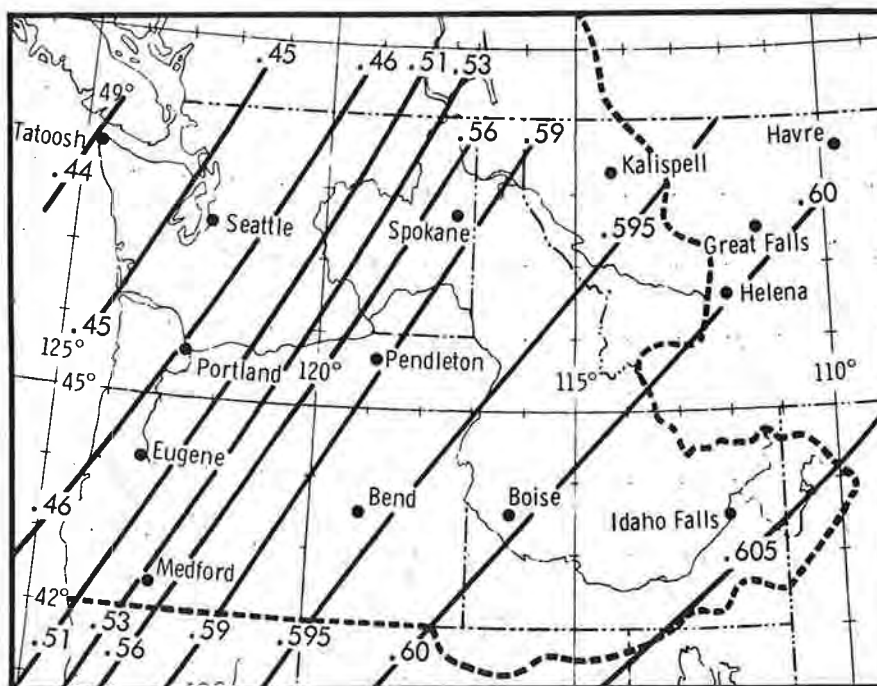 .45
.46
.51
.53
49°
Tatoosh
.44
.56
.59
Havre
Kalispell
.60
Seattle
Spokane
.595
Great Falls
Helena
.45
125°
Portland
120°
Pendleton
115°
110°
45°
Eugene
.46
Bend
Boise
Idaho Falls
.605
Medford
42°
.51
.53
.56
.59
.595
.60